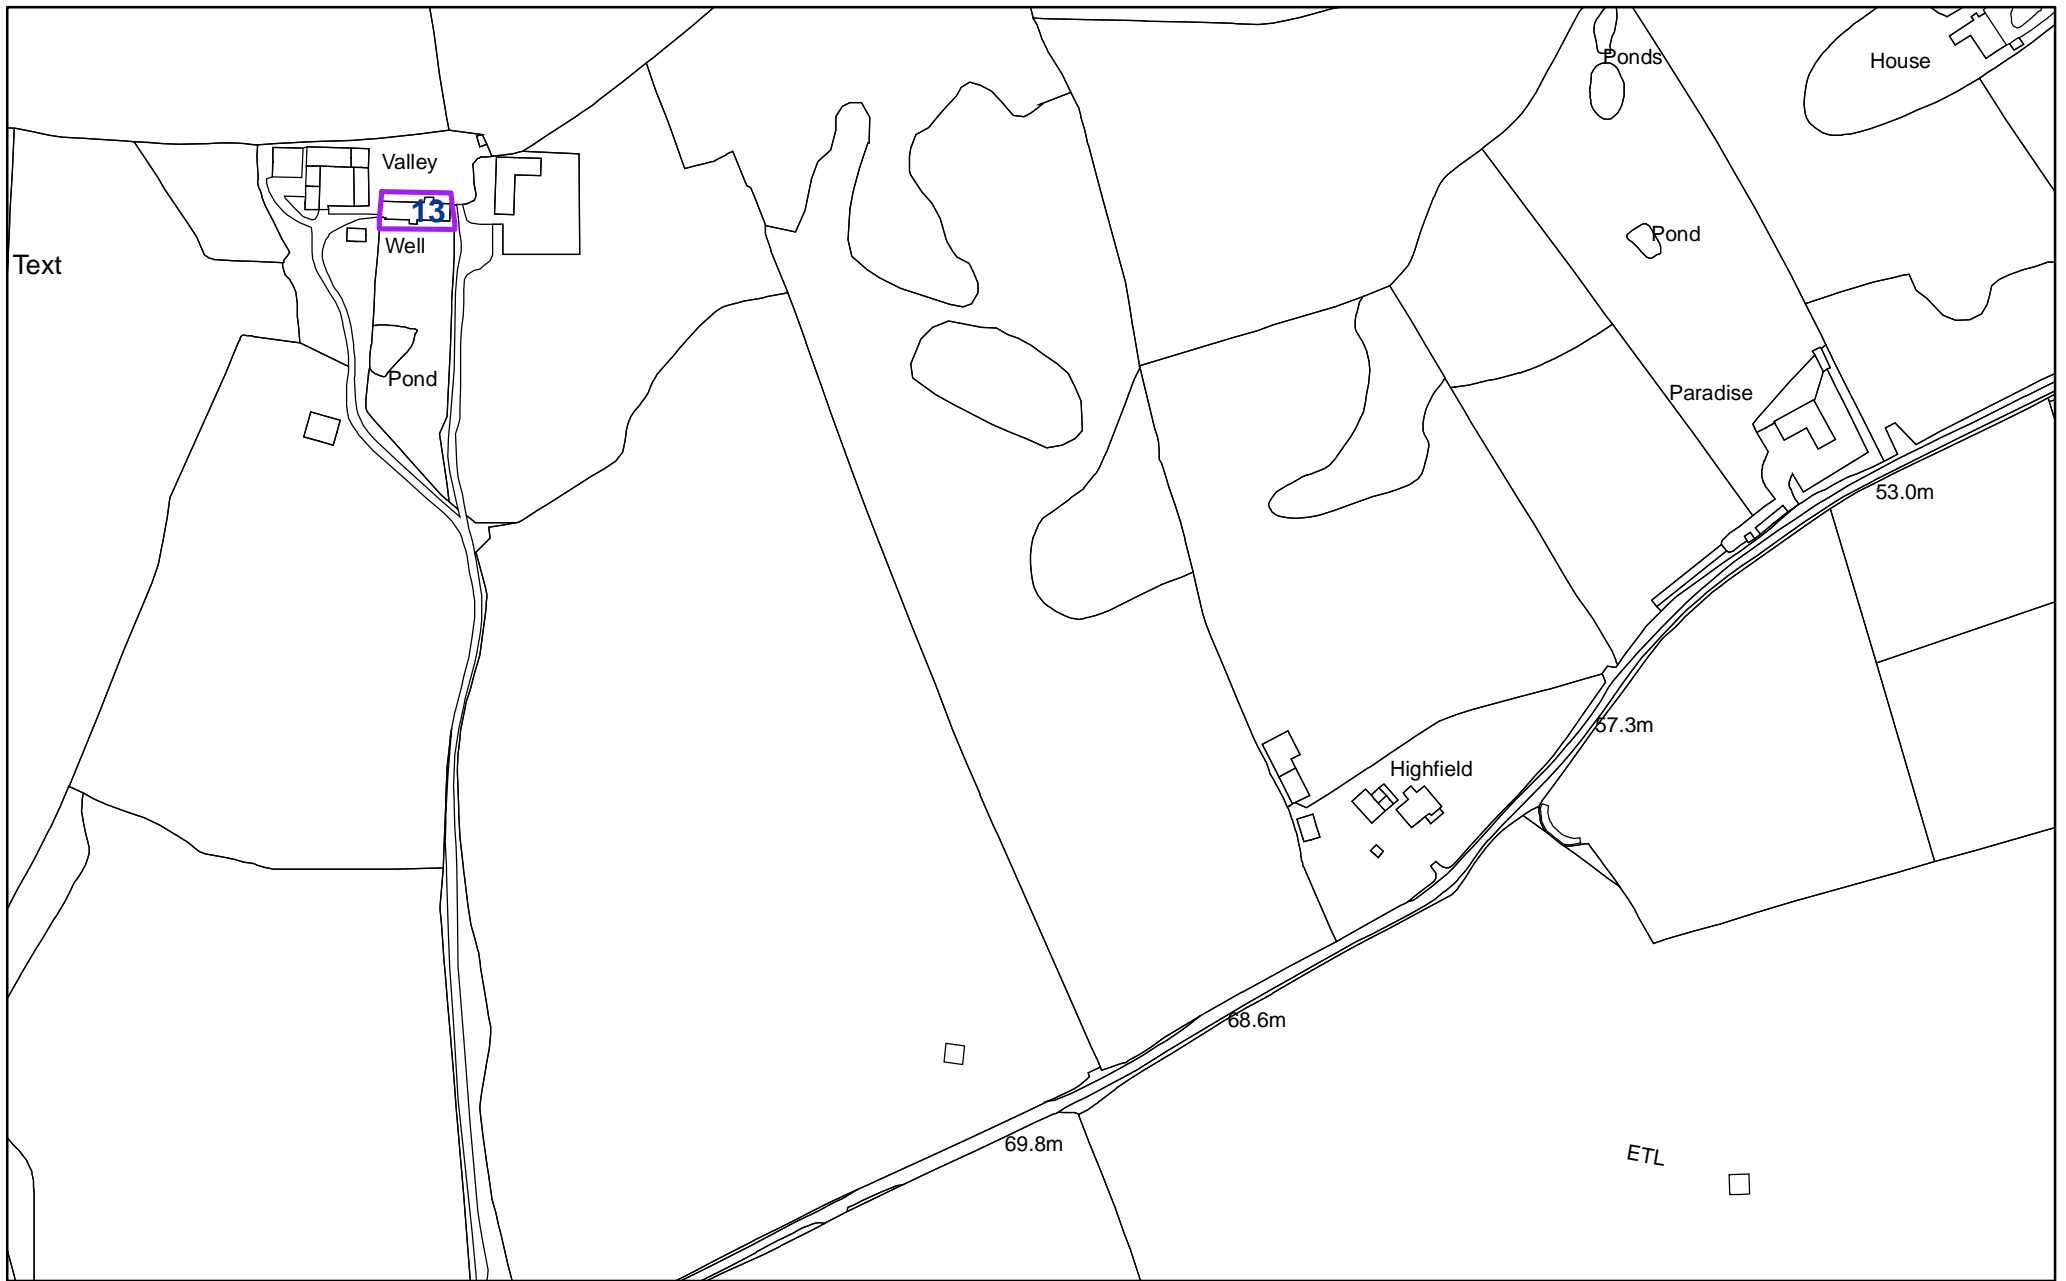 Ponds
House
Valley
13
Pond
Well
Text
Pond
Paradise
53.0m
57.3m
Highfield
68.6m
69.8m
ETL